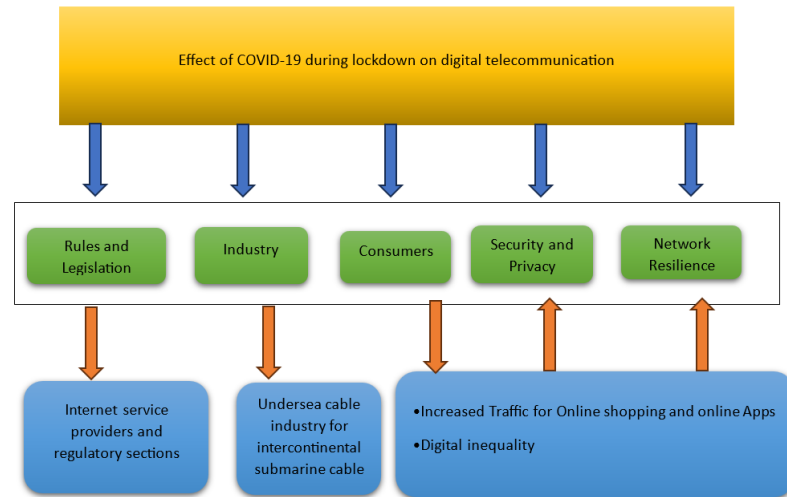 Effect of COVID-19 during lockdown on digital telecommunication
Rules and
Legislation
Industry
Consumers
Security and
Privacy
Network
Resilience
Internet service
providers and
regulatory sections
Undersea cable
industry for
intercontinental
submarine cable
•Increased Traffic for Online shopping and online Apps
•Digital inequality